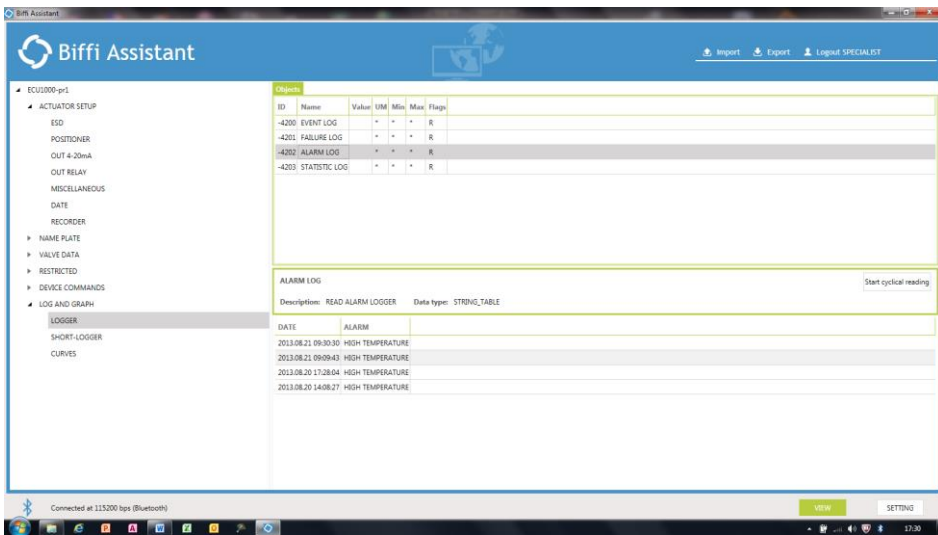 Biffi Assistant
Biffi Assistant
Import Export Logout SPECIALIST
ECU1000-pr1
ACTUATOR SETUP
ESD
POSITIONER
OUT 4-20mA
OUT RELAY
MISCELLANEOUS
DATE
RECORDER
NAME PLATE
VALVE DATA
RESTRICTED
DEVICE COMMANDS
LOG AND GRAPH
LOGGER
SHORT-LOGGER
CURVES
Objects
ID Name Value UM Min Max Flags
-4200 EVENT LOG * * * R
-4201 FAILURE LOG * * * R
-4202 ALARM LOG * * * R
-4203 STATISTIC LOG * * * R
ALARM LOG
Start cyclical reading
Description: READ ALARM LOGGER Data type: STRING_TABLE
DATE ALARM
2013.08.21 09:30:30 HIGH TEMPERATURE
2013.08.21 09:09:43 HIGH TEMPERATURE
2013.08.20 17:28:04 HIGH TEMPERATURE
2013.08.20 14:08:27 HIGH TEMPERATURE
Connected at 115200 bps (Bluetooth)
VIEW SETTING
17:30